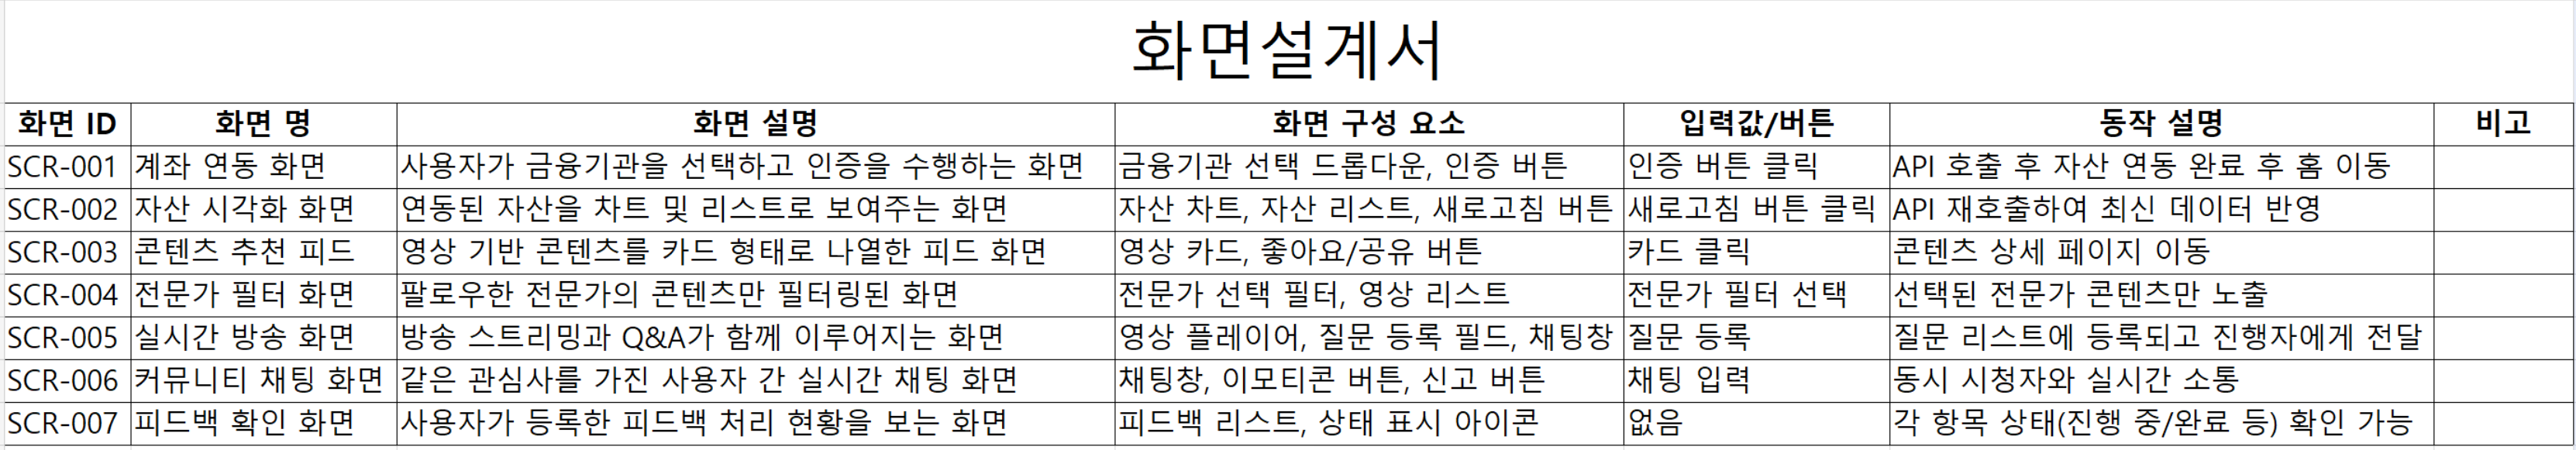 화면설계서
화면 ID 화면 명 화면 설명 화면 구성 요소 입력값/버튼 동작 설명 비고
SCR-001 계좌 연동 화면 사용자가 금융기관을 선택하고 인증을 수행하는 화면 금융기관 선택 드롭다운, 인증 버튼 인증 버튼 클릭 API 호출 후 자산 연동 완료 후 홈 이동
SCR-002 자산 시각화 화면 연동된 자산을 차트 및 리스트로 보여주는 화면 자산 차트, 자산 리스트, 새로고침 버튼 새로고침 버튼 클릭 API 재호출하여 최신 데이터 반영
SCR-003 콘텐츠 추천 피드 영상 기반 콘텐츠를 카드 형태로 나열한 피드 화면 영상 카드, 좋아요/공유 버튼 카드 클릭 콘텐츠 상세 페이지 이동
SCR-004 전문가 필터 화면 팔로우한 전문가의 콘텐츠만 필터링된 화면 전문가 선택 필터, 영상 리스트 전문가 필터 선택 선택된 전문가 콘텐츠만 노출
SCR-005 실시간 방송 화면 방송 스트리밍과 Q&A가 함께 이루어지는 화면 영상 플레이어, 질문 등록 필드, 채팅창 질문 등록 질문 리스트에 등록되고 진행자에게 전달
SCR-006 커뮤니티 채팅 화면 같은 관심사를 가진 사용자 간 실시간 채팅 화면 채팅창, 이모티콘 버튼, 신고 버튼 채팅 입력 동시 시청자와 실시간 소통
SCR-007 피드백 확인 화면 사용자가 등록한 피드백 처리 현황을 보는 화면 피드백 리스트, 상태 표시 아이콘 없음 각 항목 상태(진행 중/완료 등) 확인 가능